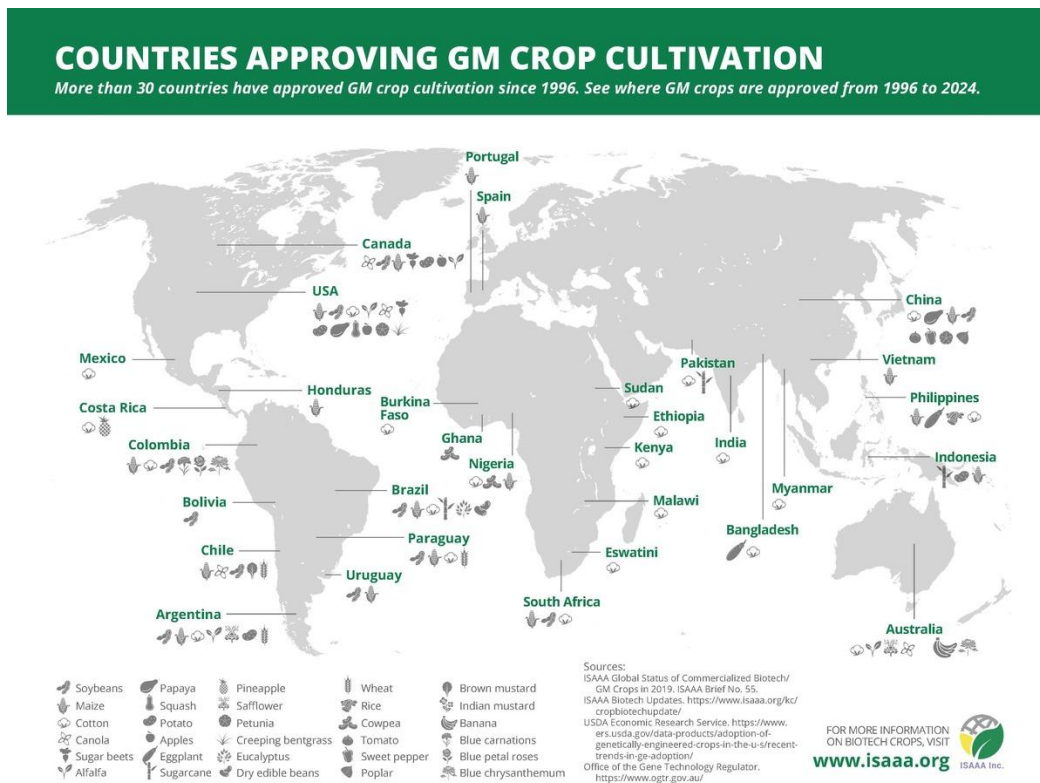 COUNTRIES APPROVING GM CROP CULTIVATION
More than 30 countries have approved GM crop cultivation since 1996. See where GM crops are approved from 1996 to 2024.
Portugal
Spain
Canada
USA
China
Mexico
Honduras
Pakistan
Vietnam
Costa Rica
Burkina
Faso
Sudan
Philippines
Ethiopia
Colombia
Ghana
Kenya
India
Nigeria
Indonesia
Bolivia
Brazil
Malawi
Myanmar
Bangladesh
Chile
Paraguay
Eswatini
Uruguay
South Africa
Argentina
Australia
Soybeans
Maize
Cotton
Canola
Sugar beets
Alfalfa
Papaya
Squash
Potato
Apples
Eggplant
Sugarcane
Pineapple
Safflower
Petunia
Creeping bentgrass
Eucalyptus
Dry edible beans
Wheat
Rice
Cowpea
Tomato
Sweet pepper
Poplar
Brown mustard
Indian mustard
Banana
Blue carnations
Blue petal roses
Blue chrysanthemum
Sources:
ISAAA Global Status of Commercialized Biotech/
GM Crops in 2019. ISAAA Brief No. 55.
ISAAA Biotech Updates. https://www.isaaa.org/kc/
cropbiotechupdate/
USDA Economic Research Service. https://www.
ers.usda.gov/data-products/adoption-of-
genetically-engineered-crops-in-the-u-s/recent-
trends-in-ge-adoption/
Office of the Gene Technology Regulator.
https://www.ogtr.gov.au/
FOR MORE INFORMATION
ON BIOTECH CROPS, VISIT
www.isaaa.org
ISAAA Inc.